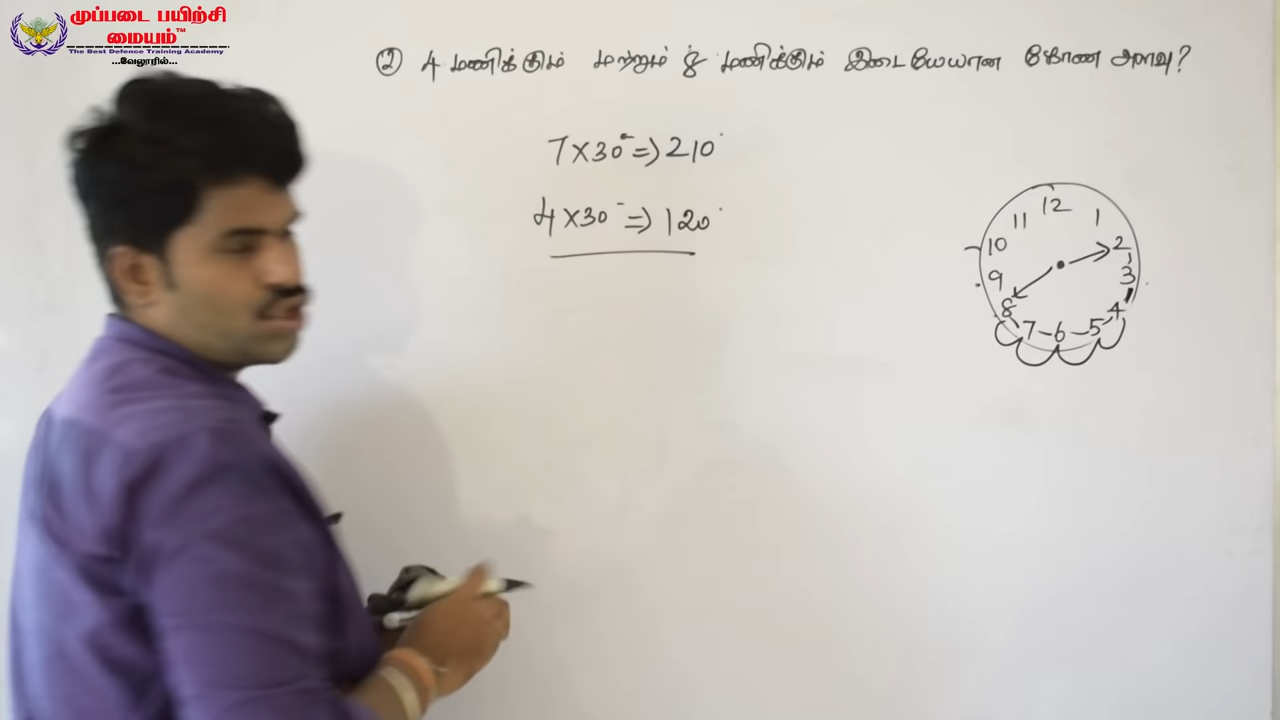 முப்படை பயிற்சி
மையம்™
The Best Defence Training Academy
...வேலூரில்...
② 4 மணிக்கும் மற்றும் 8 மணிக்கும் இடையேயான கோண அளவு?
7×30° => 210°
4×30° => 120°
12
11 1
10 2
9 3
8 4
7 - 6 - 5